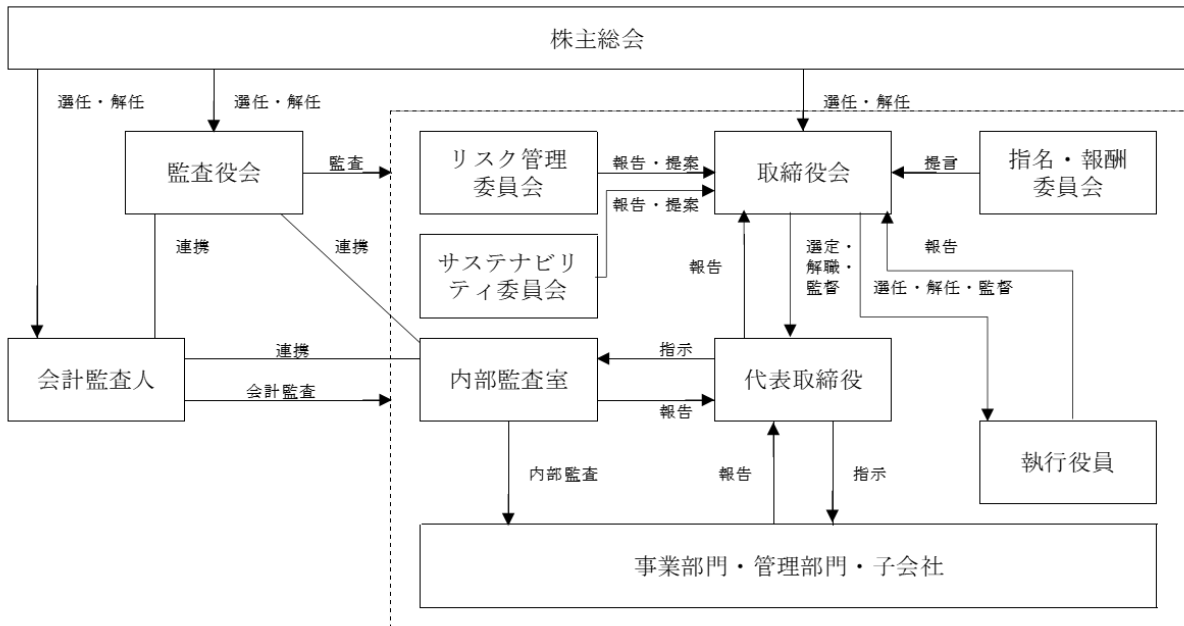 株主総会
選任・解任
選任・解任
選任・解任
監査役会
監査
リスク管理
委員会
報告・提案
取締役会
提言
指名・報酬
委員会
報告・提案
連携
連携
サステナビリ
ティ委員会
報告
選定・
解職・
監督
選任・解任・監督
報告
会計監査人
連携
会計監査
内部監査室
指示
報告
代表取締役
執行役員
内部監査
報告
指示
事業部門・管理部門・子会社